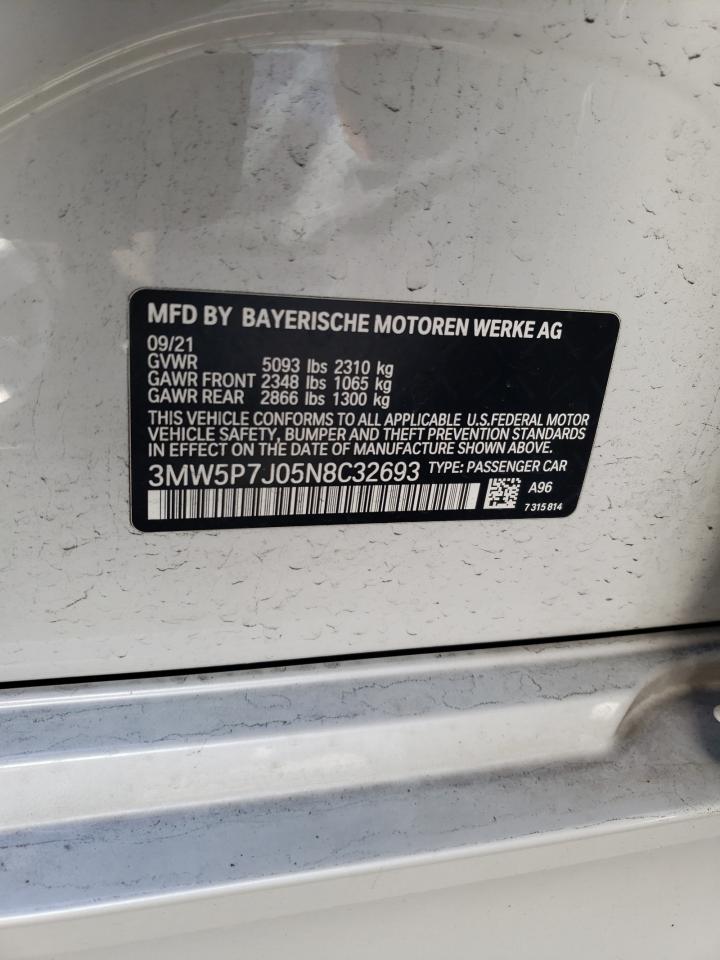 MFD BY BAYERISCHE MOTOREN WERKE AG
09/21
GVWR 5093 lbs 2310 kg
GAWR FRONT 2348 lbs 1065 kg
GAWR REAR 2866 lbs 1300 kg
THIS VEHICLE CONFORMS TO ALL APPLICABLE U.S.FEDERAL MOTOR
VEHICLE SAFETY, BUMPER AND THEFT PREVENTION STANDARDS
IN EFFECT ON THE DATE OF MANUFACTURE SHOWN ABOVE.
3MW5P7J05N8C32693 TYPE: PASSENGER CAR
A96
7 315 814